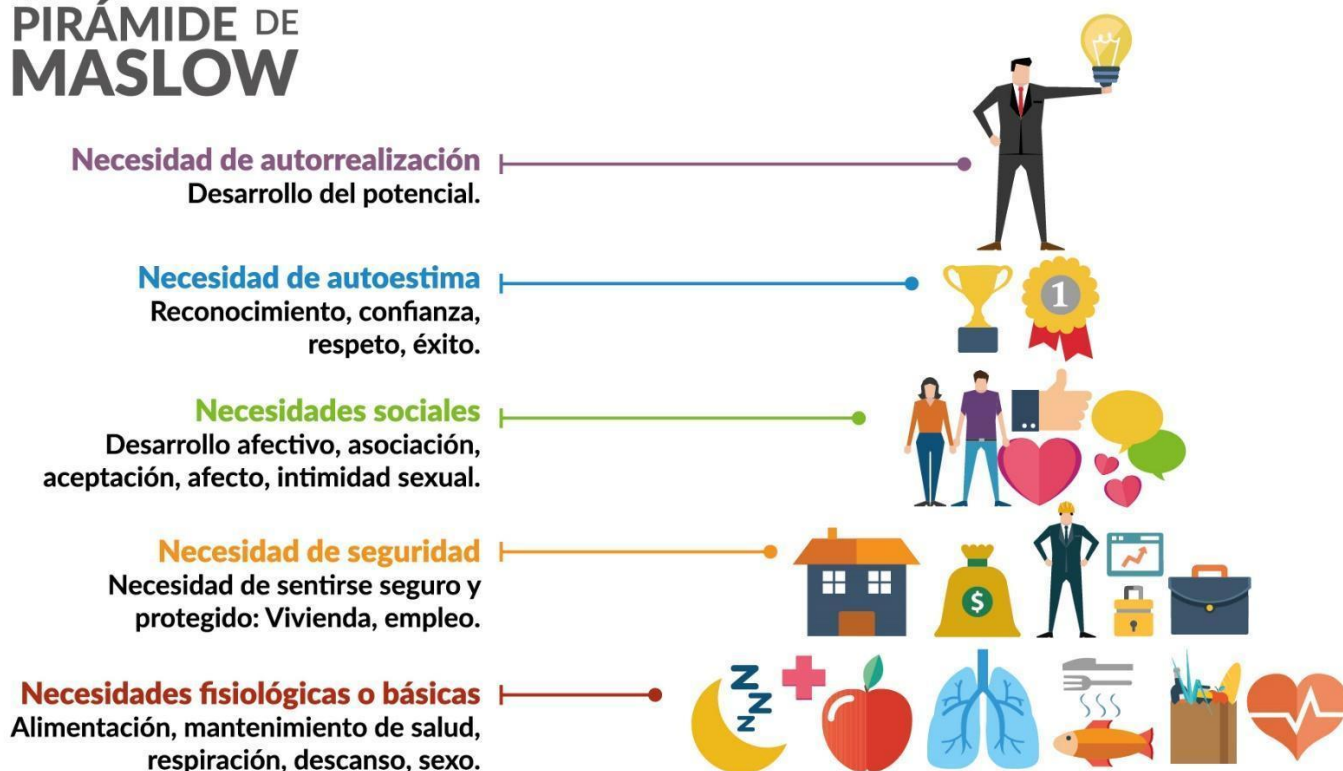 PIRÁMIDE DE
MASLOW
Necesidad de autorrealización
Desarrollo del potencial.
Necesidad de autoestima
Reconocimiento, confianza,
respeto, éxito.
1
Necesidades sociales
Desarrollo afectivo, asociación,
aceptación, afecto, intimidad sexual.
Necesidad de seguridad
Necesidad de sentirse seguro y
protegido: Vivienda, empleo.
$
Necesidades fisiológicas o básicas
Alimentación, mantenimiento de salud,
respiración, descanso, sexo.
Z
Z
Z